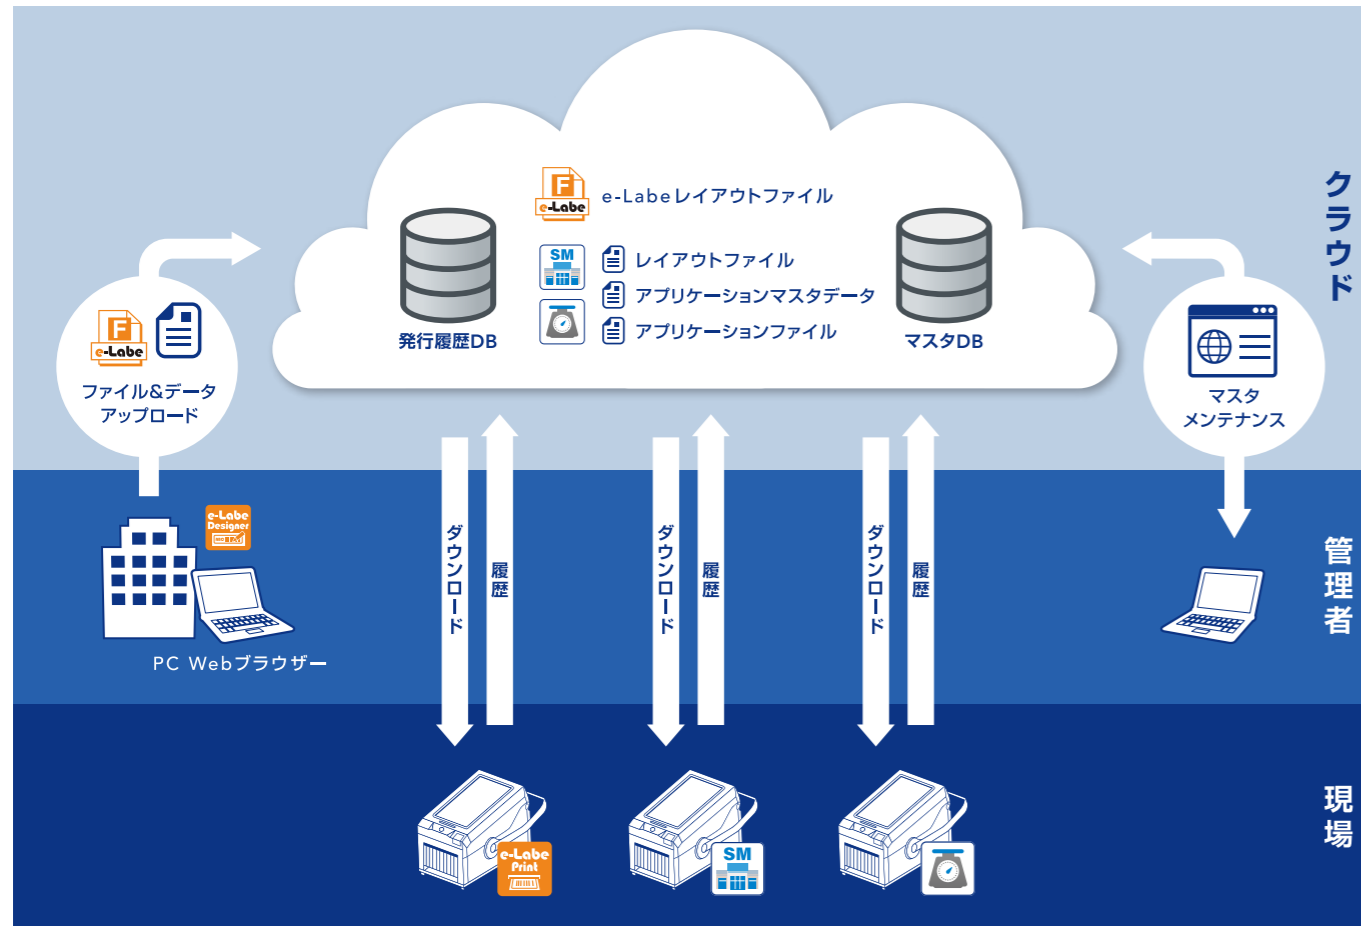 クラウド
F
e-Labe
e-Labeレイアウトファイル
SM
レイアウトファイル
アプリケーションマスタデータ
アプリケーションファイル
発行履歴DB
マスタDB
F
e-Labe
ファイル&データ
アップロード
マスタ
メンテナンス
管理者
e-Labe
Designer
PC Webブラウザー
ダウンロード
履歴
ダウンロード
履歴
ダウンロード
履歴
現場
e-Labe
Print
SM